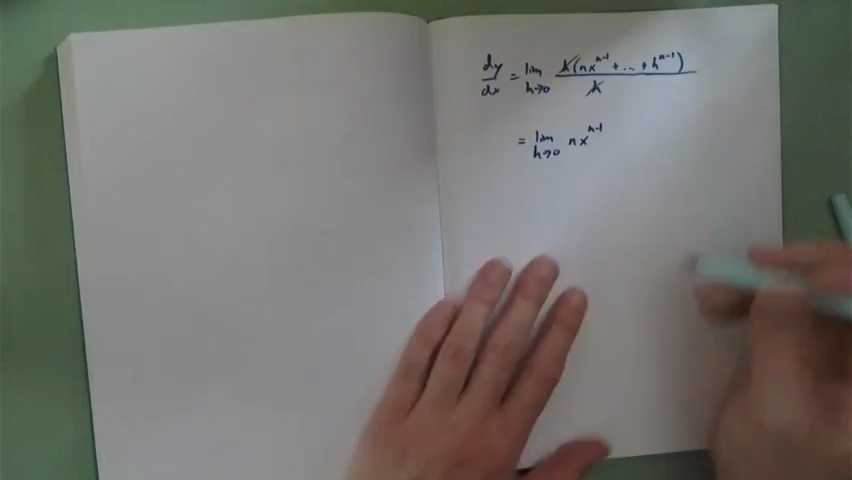 dy/dx = lim h→0 h(nx^{n-1} + ... + h^{n-1})/h
= lim h→0 nx^{n-1}